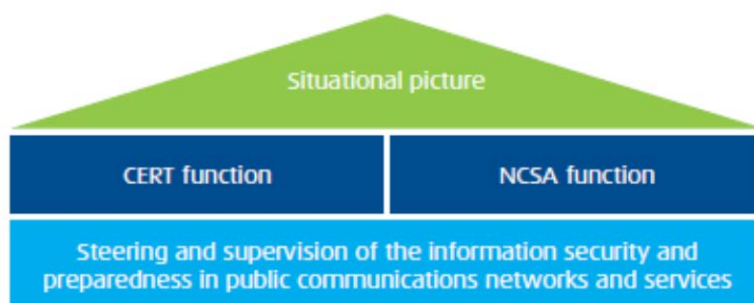 Situational picture
CERT function
NCSA function
Steering and supervision of the information security and
preparedness in public communications networks and services